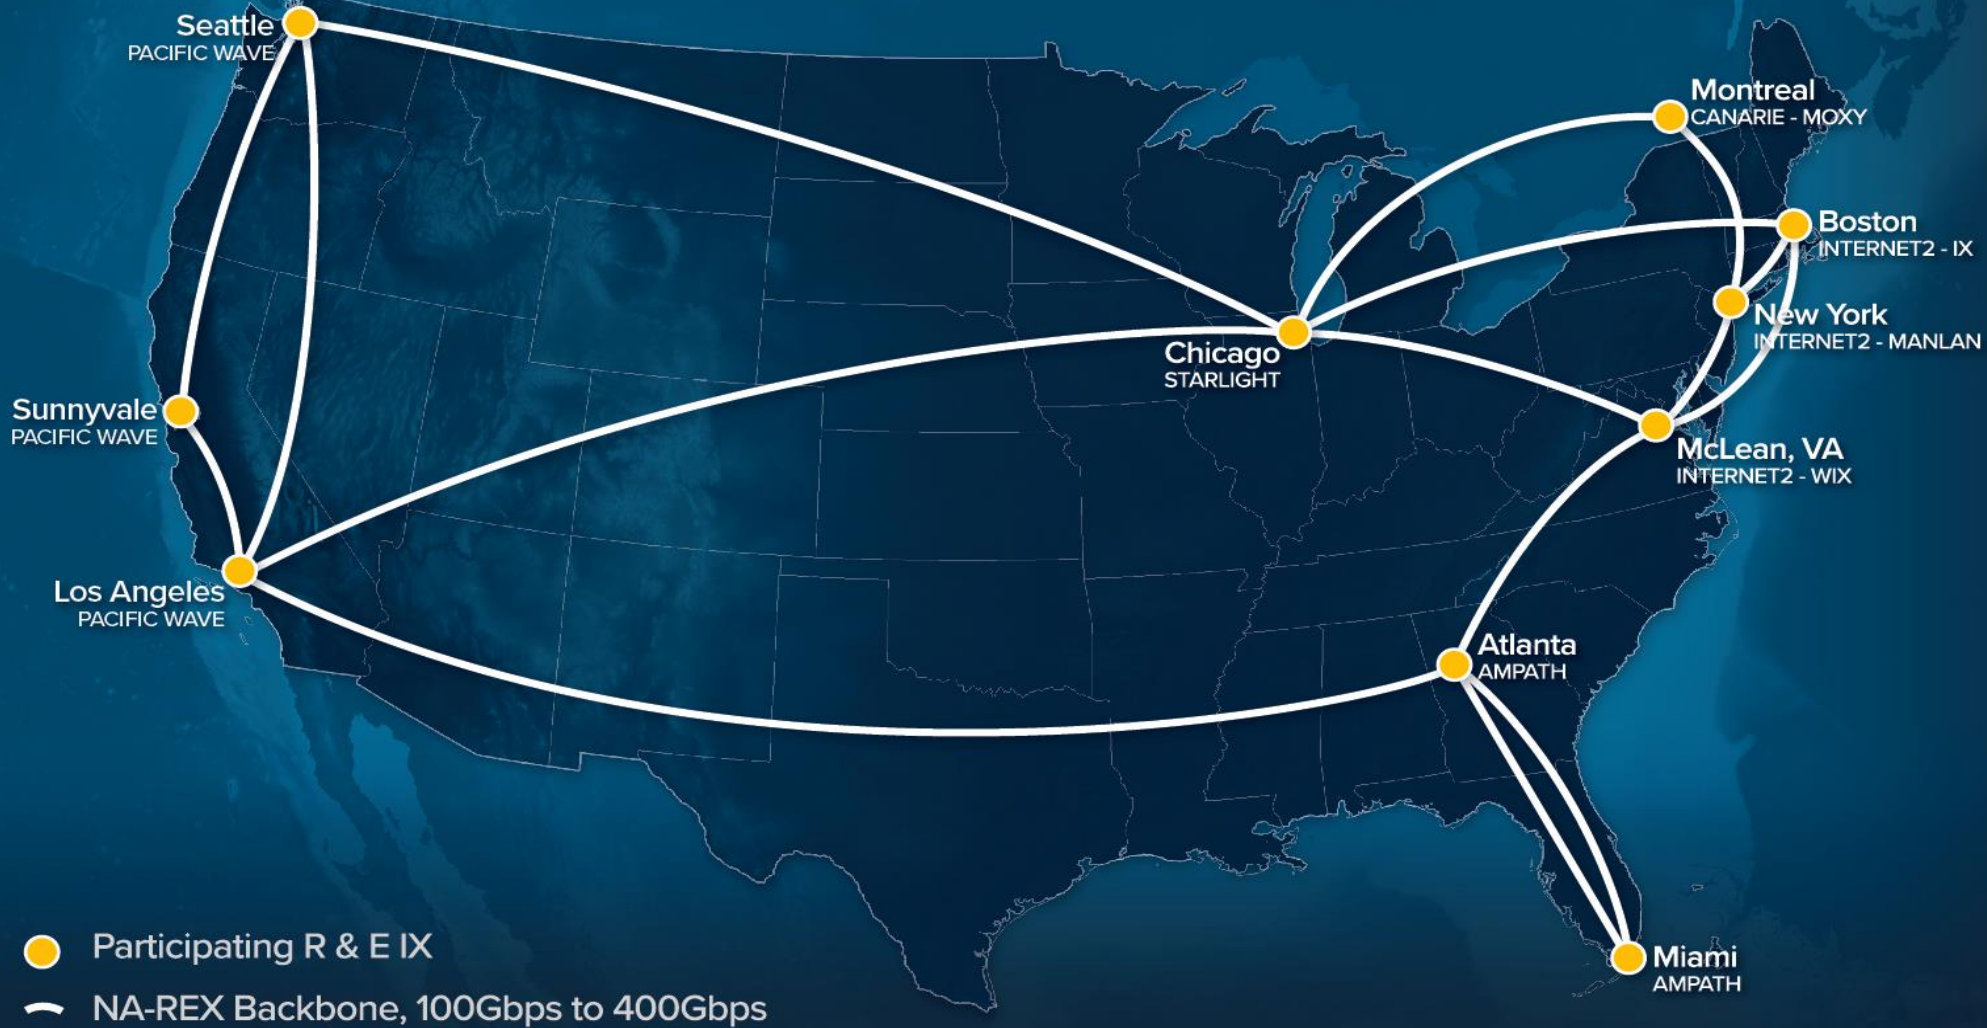 Seattle
PACIFIC WAVE
Montreal
CANARIE - MOXY
Boston
INTERNET2 - IX
New York
INTERNET2 - MANLAN
Chicago
STARLIGHT
Sunnyvale
PACIFIC WAVE
McLean, VA
INTERNET2 - WIX
Los Angeles
PACIFIC WAVE
Atlanta
AMPATH
Miami
AMPATH
Participating R & E IX
NA-REX Backbone, 100Gbps to 400Gbps